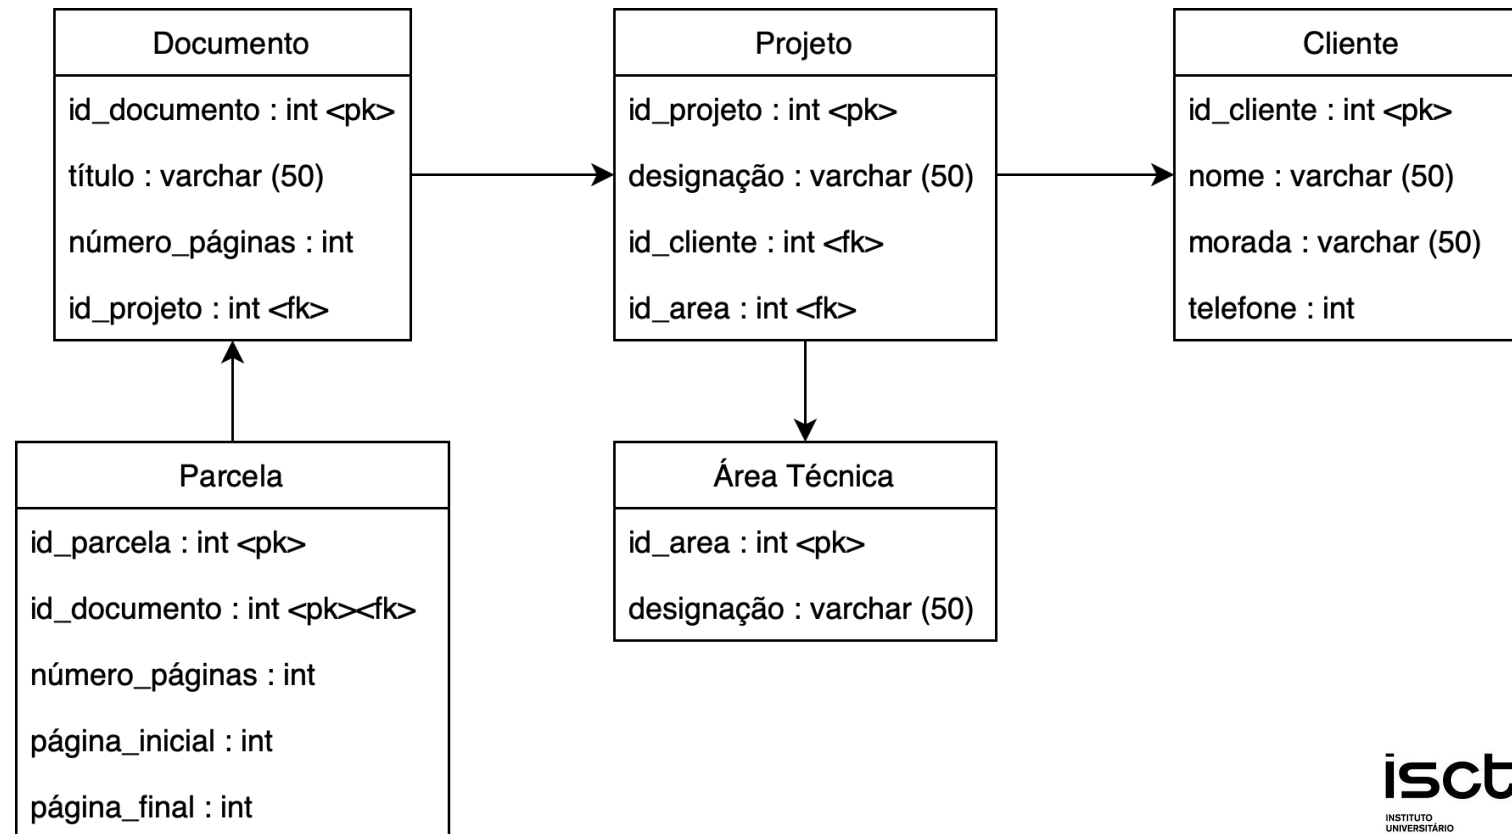 Documento
id_documento : int <pk>
título : varchar (50)
número_páginas : int
id_projeto : int <fk>
Projeto
id_projeto : int <pk>
designação : varchar (50)
id_cliente : int <fk>
id_area : int <fk>
Cliente
id_cliente : int <pk>
nome : varchar (50)
morada : varchar (50)
telefone : int
Parcela
id_parcela : int <pk>
id_documento : int <pk><fk>
número_páginas : int
página_inicial : int
página_final : int
Área Técnica
id_area : int <pk>
designação : varchar (50)
isct
INSTITUTO
UNIVERSITÁRIO